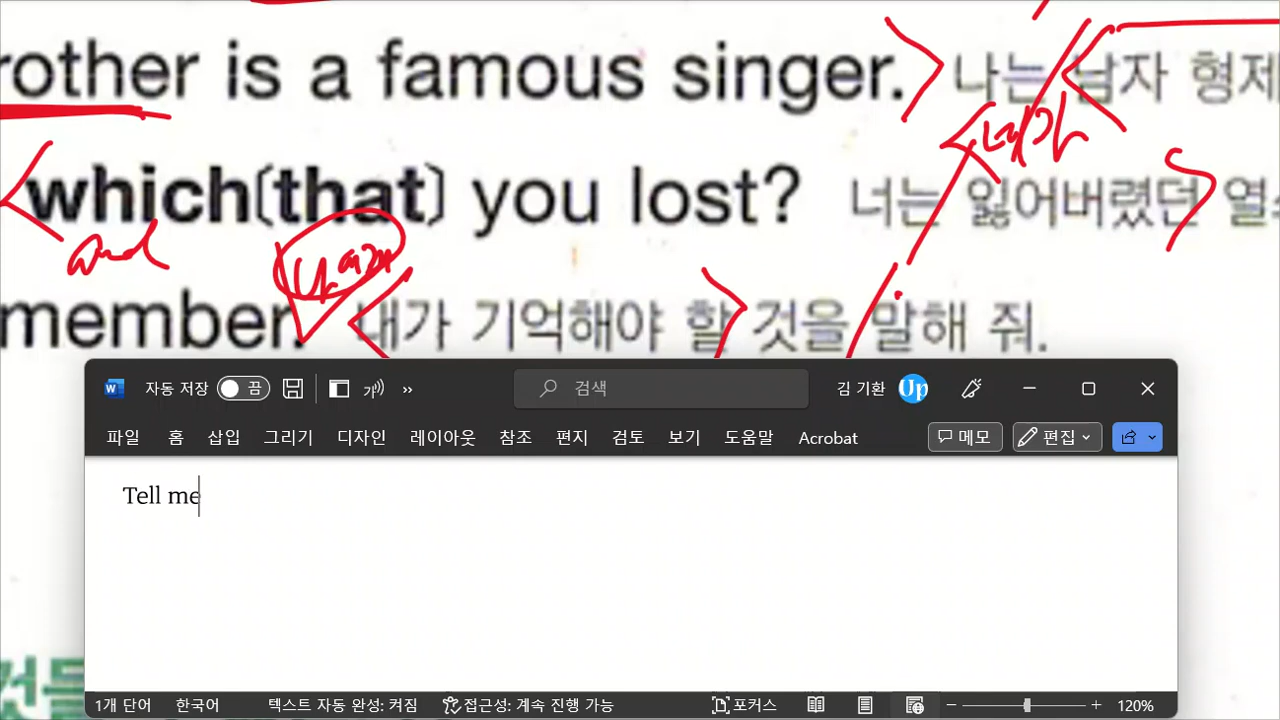 rother is a famous singer. 나는 남자 형제
which(that) you lost? 너는 잃어버렸던 열
네가
and
member. 내가 기억해야 할 것을 말해 줘.
자동 저장 끔 가)) ›› 검색 김 기환 Up
파일 홈 삽입 그리기 디자인 레이아웃 참조 편지 검토 보기 도움말 Acrobat 메모 편집
Tell me
1개 단어 한국어 텍스트 자동 완성: 켜짐 접근성: 계속 진행 가능 포커스 120%